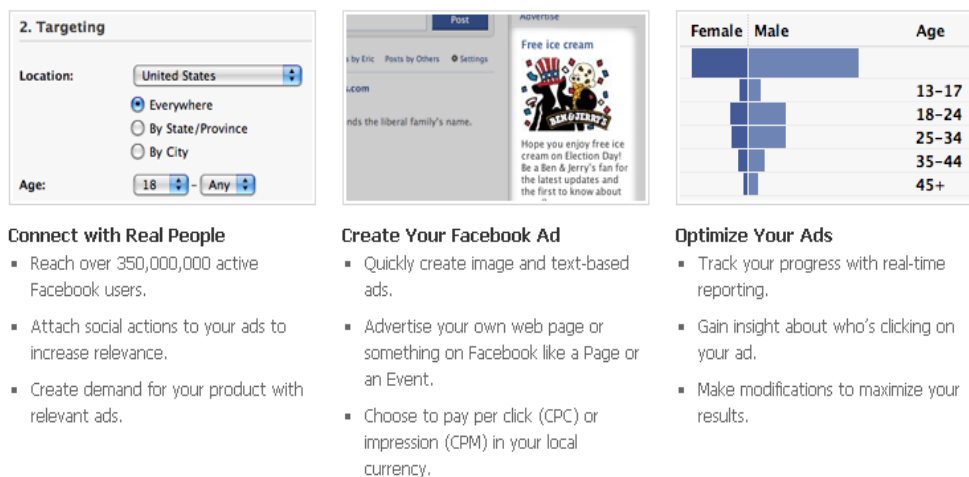 2. Targeting
Location:
United States
Everywhere
By State/Province
By City
Age:
18
-
Any
Post
s by Eric Posts by Others Settings
s.com
nds the liberal family's name.
Advertise
Free ice cream
BEN & JERRY'S
Hope you enjoy free ice
cream on Election Day!
Be a Ben & Jerry's fan for
the latest updates and
the first to know about
Female Male Age
13-17
18-24
25-34
35-44
45+
Connect with Real People
Reach over 350,000,000 active
Facebook users.
Attach social actions to your ads to
increase relevance.
Create demand for your product with
relevant ads.
Create Your Facebook Ad
Quickly create image and text-based
ads.
Advertise your own web page or
something on Facebook like a Page or
an Event.
Choose to pay per click (CPC) or
impression (CPM) in your local
currency.
Optimize Your Ads
Track your progress with real-time
reporting.
Gain insight about who's clicking on
your ad.
Make modifications to maximize your
results.